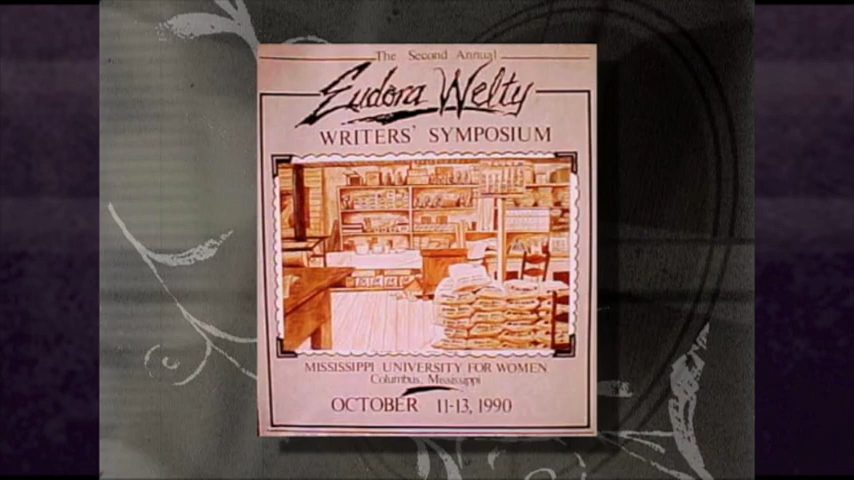 The Second Annual
Eudora Welty
WRITERS' SYMPOSIUM
MISSISSIPPI UNIVERSITY FOR WOMEN
Columbus, Mississippi
OCTOBER 11-13, 1990